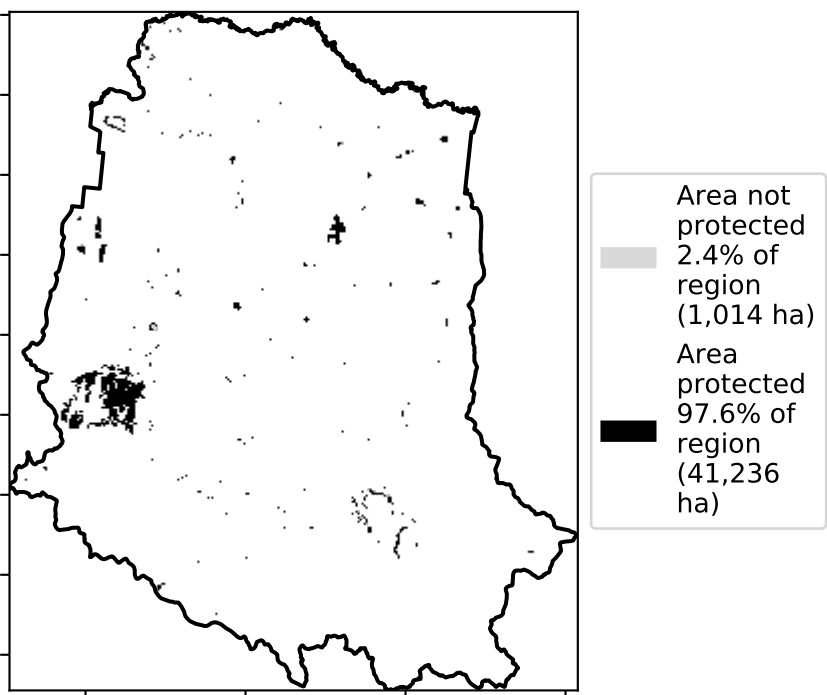 Area not
protected
2.4% of
region
(1,014 ha)
Area
protected
97.6% of
region
(41,236
ha)